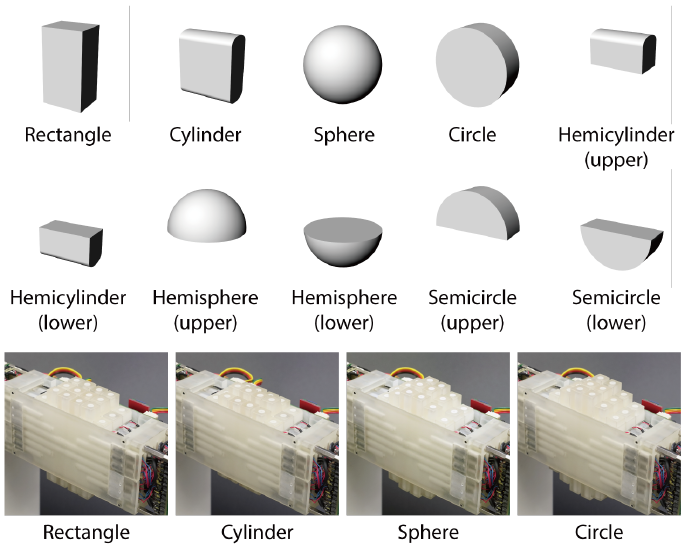 Rectangle
Cylinder
Sphere
Circle
Hemicylinder
(upper)
Hemicylinder
(lower)
Hemisphere
(upper)
Hemisphere
(lower)
Semicircle
(upper)
Semicircle
(lower)
Rectangle
Cylinder
Sphere
Circle